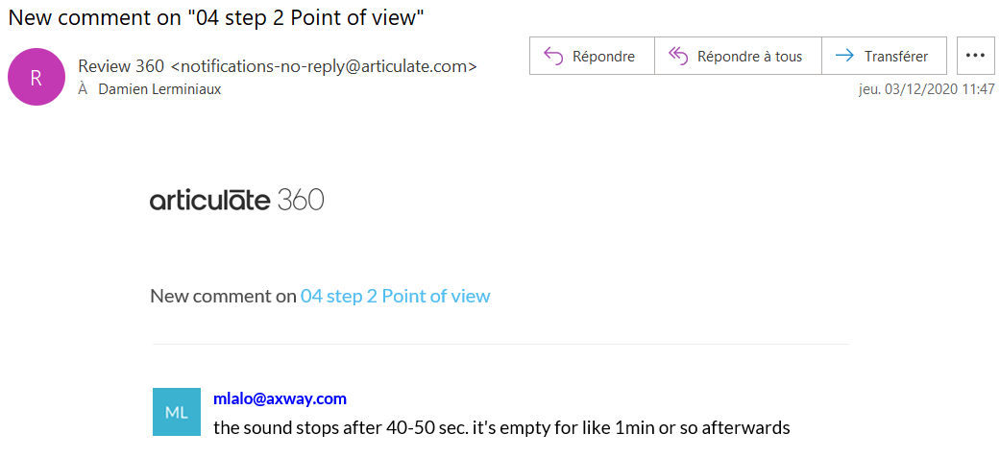 New comment on "04 step 2 Point of view"
R
Review 360 <notifications-no-reply@articulate.com>
À Damien Lerminiaux
Répondre
Répondre à tous
Transférer
jeu. 03/12/2020 11:47
articulāte 360
New comment on 04 step 2 Point of view
ML
mlalo@axway.com
the sound stops after 40-50 sec. it's empty for like 1min or so afterwards